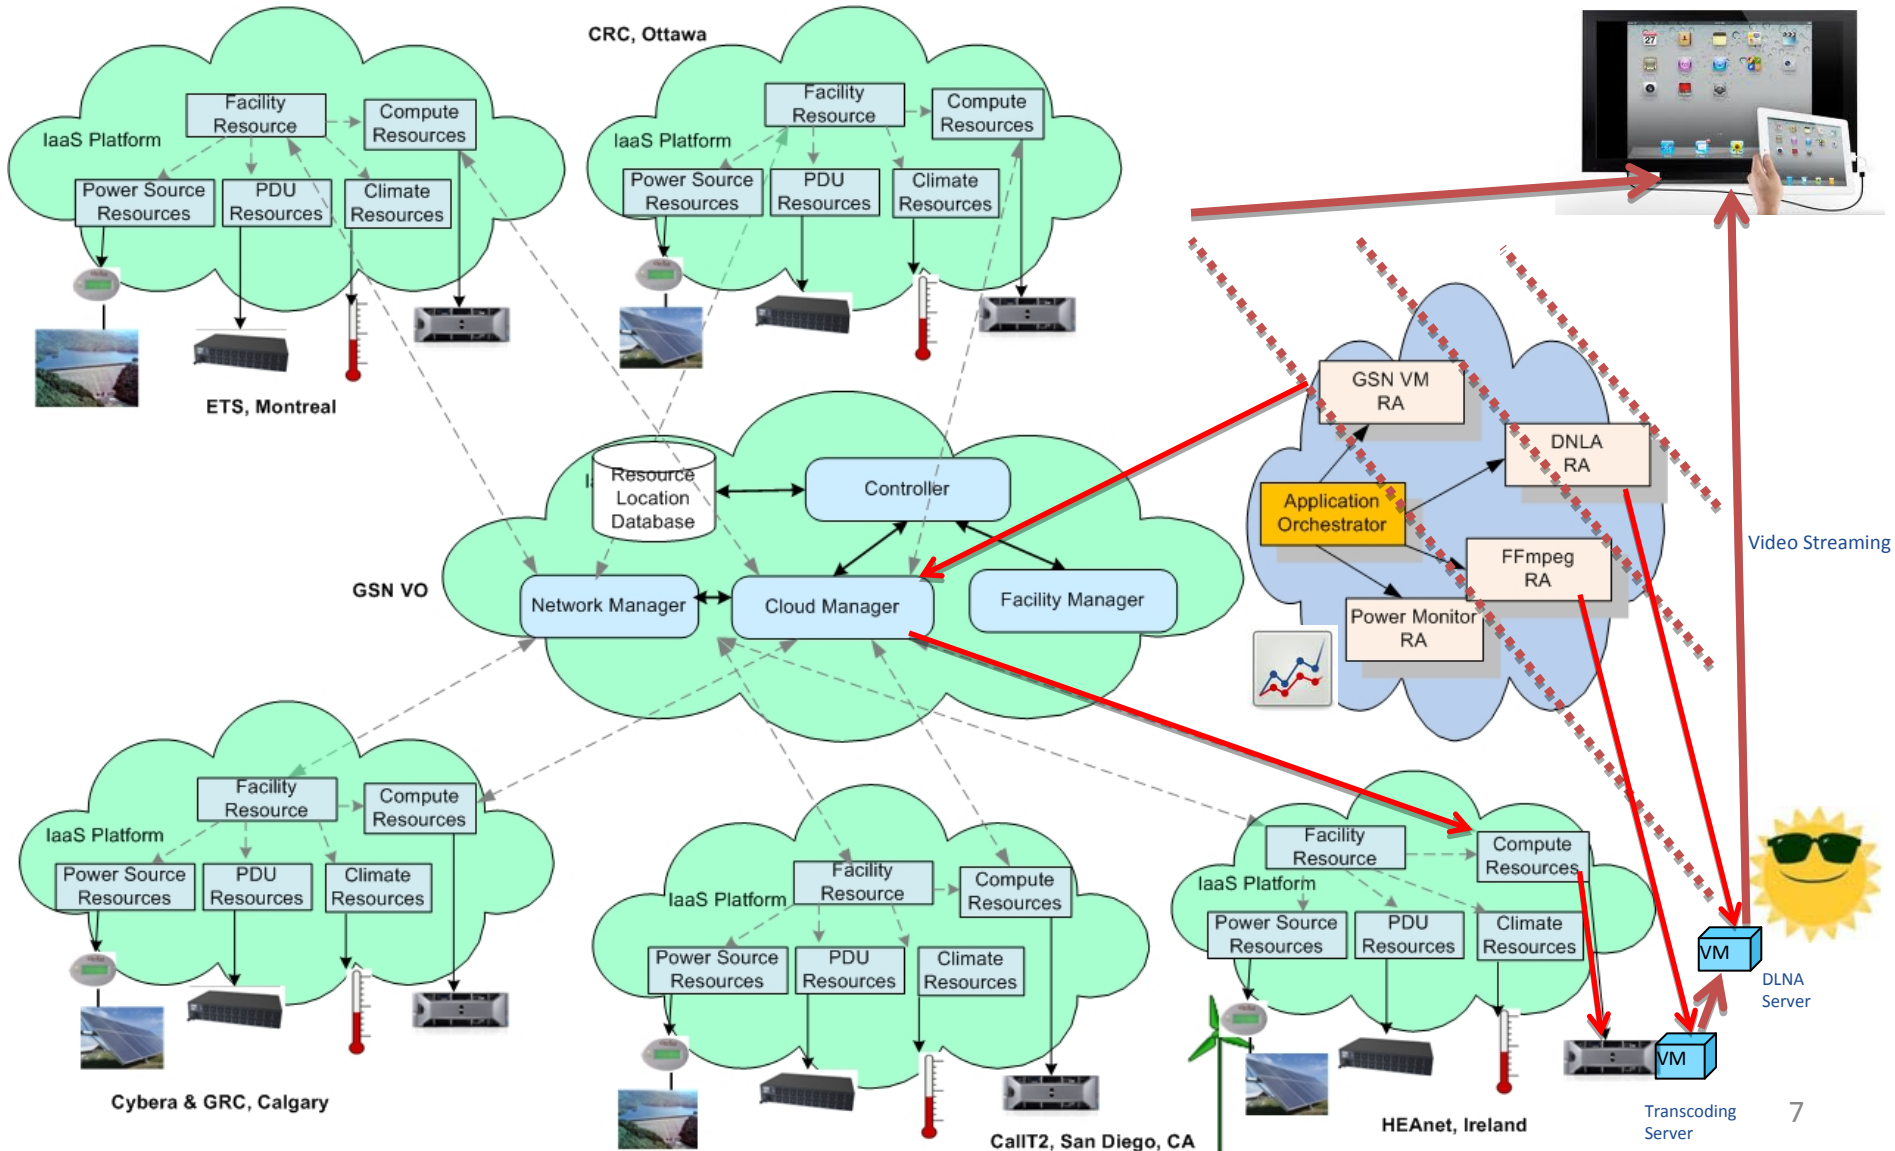 CRC, Ottawa
Facility
Resource
Compute
Resources
IaaS Platform
Power Source
Resources
PDU
Resources
Climate
Resources
ETS, Montreal
Facility
Resource
Compute
Resources
IaaS Platform
Power Source
Resources
PDU
Resources
Climate
Resources
27
GSN VM
RA
DNLA
RA
Application
Orchestrator
FFmpeg
RA
Power Monitor
RA
Video Streaming
Resource
Location
Database
Controller
GSN VO
Network Manager
Cloud Manager
Facility Manager
Facility
Resource
Compute
Resources
IaaS Platform
Power Source
Resources
PDU
Resources
Climate
Resources
Cybera & GRC, Calgary
Facility
Resource
Compute
Resources
IaaS Platform
Power Source
Resources
PDU
Resources
Climate
Resources
CalIT2, San Diego, CA
Facility
Resource
Compute
Resources
IaaS Platform
Power Source
Resources
PDU
Resources
Climate
Resources
HEAnet, Ireland
VM
DLNA
Server
VM
Transcoding
Server
7